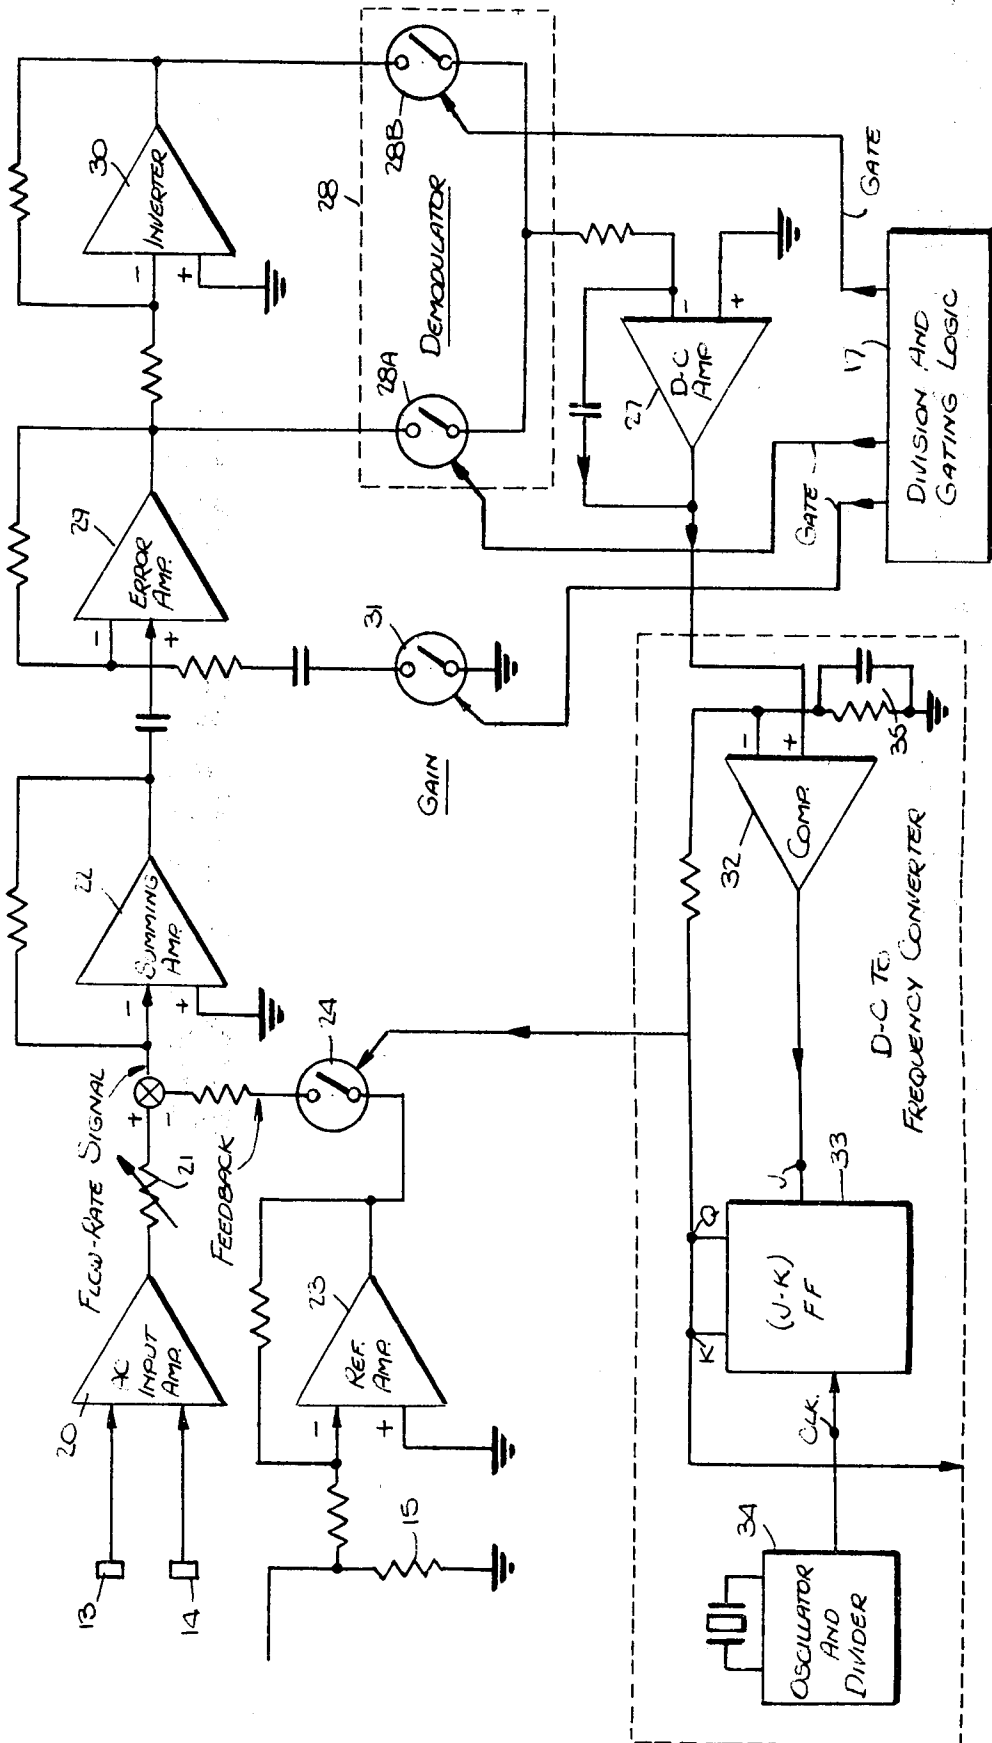 13
14
20
AC
INPUT
AMP.
FLOW-RATE SIGNAL
21
+
-
22
SUMMING
AMP.
-
+
29
ERROR
AMP.
-
+
30
INVERTER
-
+
15
23
REF.
AMP.
-
+
FEEDBACK
24
GAIN
31
28
28A
DEMODULATOR
28B
27
D-C
AMP
-
+
GATE
GATE
17
DIVISION AND
GATING LOGIC
34
OSCILLATOR
AND
DIVIDER
CLK.
K
Q
J
(J-K)
FF
33
32
COMP.
-
+
35
D-C TO
FREQUENCY CONVERTER